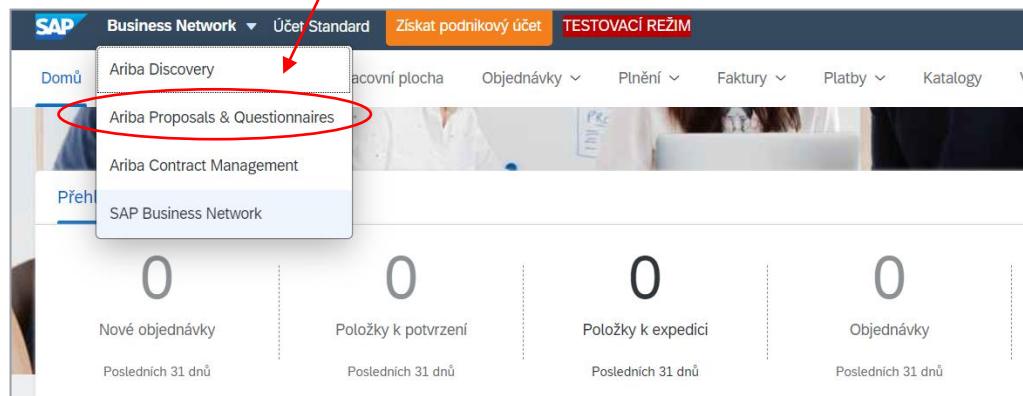 SAP Business Network Účet Standard Získat podnikový účet TESTOVACÍ REŽIM
Domů acovní plocha Objednávky Plnění Faktury Platby Katalogy
Ariba Discovery
Ariba Proposals & Questionnaires
Ariba Contract Management
SAP Business Network
Přehl
0 0 0 0
Nové objednávky Položky k potvrzení Položky k expedici Objednávky
Posledních 31 dnů Posledních 31 dnů Posledních 31 dnů Posledních 31 dnů